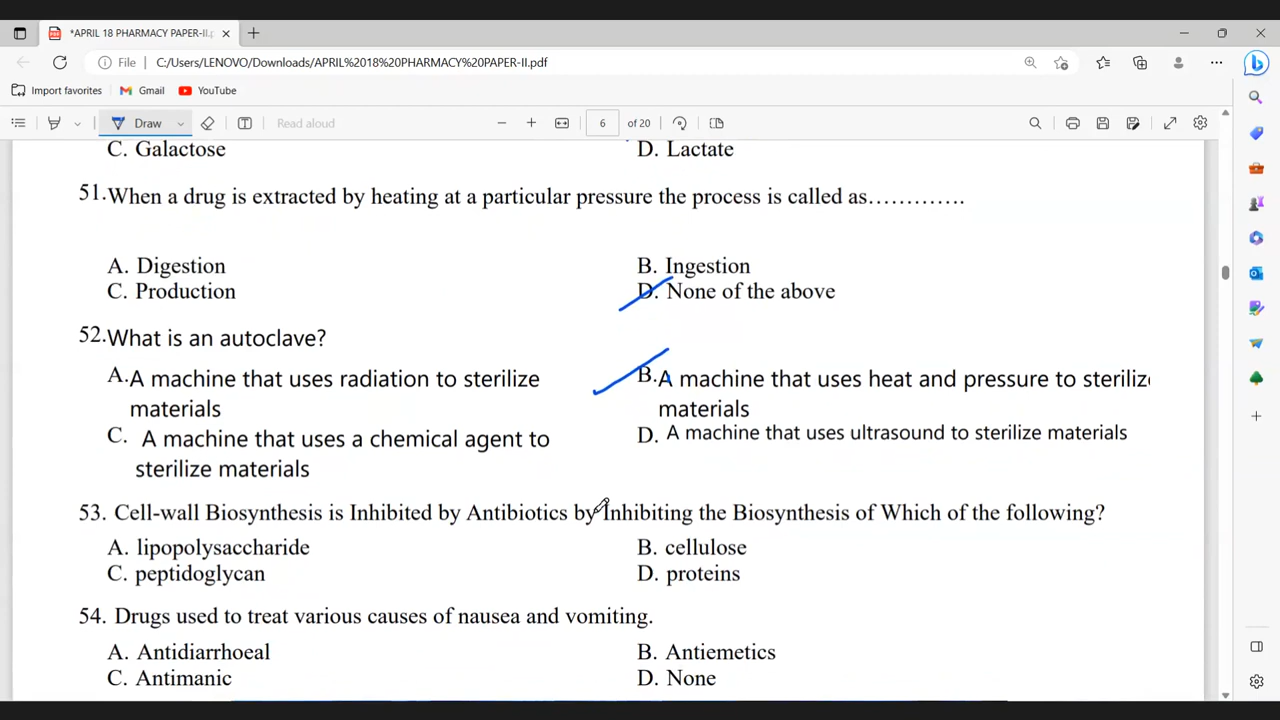 *APRIL 18 PHARMACY PAPER-II.p
File C:/Users/LENOVO/Downloads/APRIL%2018%20PHARMACY%20PAPER-II.pdf
Import favorites Gmail YouTube
Draw Read aloud 6 of 20
C. Galactose D. Lactate
51.When a drug is extracted by heating at a particular pressure the process is called as………….
A. Digestion B. Ingestion
C. Production D. None of the above
52.What is an autoclave?
A.A machine that uses radiation to sterilize B.A machine that uses heat and pressure to steriliz
materials materials
C. A machine that uses a chemical agent to D. A machine that uses ultrasound to sterilize materials
sterilize materials
53. Cell-wall Biosynthesis is Inhibited by Antibiotics by Inhibiting the Biosynthesis of Which of the following?
A. lipopolysaccharide B. cellulose
C. peptidoglycan D. proteins
54. Drugs used to treat various causes of nausea and vomiting.
A. Antidiarrhoeal B. Antiemetics
C. Antimanic D. None